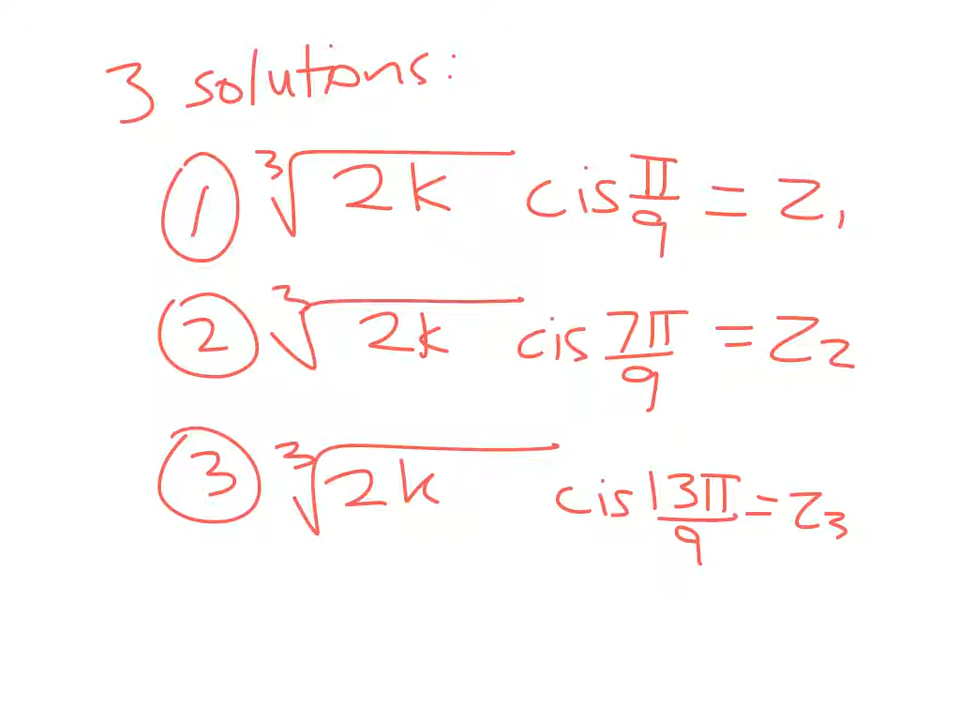 3 solutions:
① ∛(2k) cis π/9 = z₁
② ∛(2k) cis 7π/9 = z₂
③ ∛(2k) cis 13π/9 = z₃